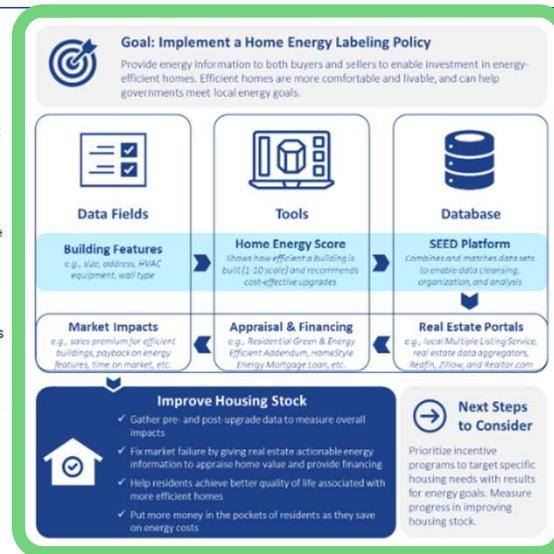 Goal: Implement a Home Energy Labeling Policy
Provide energy information to both buyers and sellers to enable investment in energy-
efficient homes. Efficient homes are more comfortable and livable, and can help
governments meet local energy goals.
Data Fields
Tools
Database
Building Features
e.g., size, address, HVAC
equipment, wall type
Home Energy Score
Shows how efficient a building is
built (1-10 scale) and recommends
cost-effective upgrades
SEED Platform
Combines and matches data sets
to enable data cleansing,
organization, and analysis
Market Impacts
e.g., sales premium for efficient
buildings, payback on energy
features, time on market, etc.
Appraisal & Financing
e.g., Residential Green & Energy
Efficient Addendum, HomeStyle
Energy Mortgage Loan, etc.
Real Estate Portals
e.g., local Multiple Listing Service,
real estate data aggregators,
Redfin, Zillow, and Realtor.com
Improve Housing Stock
✓ Gather pre- and post-upgrade data to measure overall
impacts
✓ Fix market failure by giving real estate actionable energy
information to appraise home value and provide financing
✓ Help residents achieve better quality of life associated with
more efficient homes
✓ Put more money in the pockets of residents as they save
on energy costs
Next Steps
to Consider
Prioritize incentive
programs to target specific
housing needs with results
for energy goals. Measure
progress in improving
housing stock.